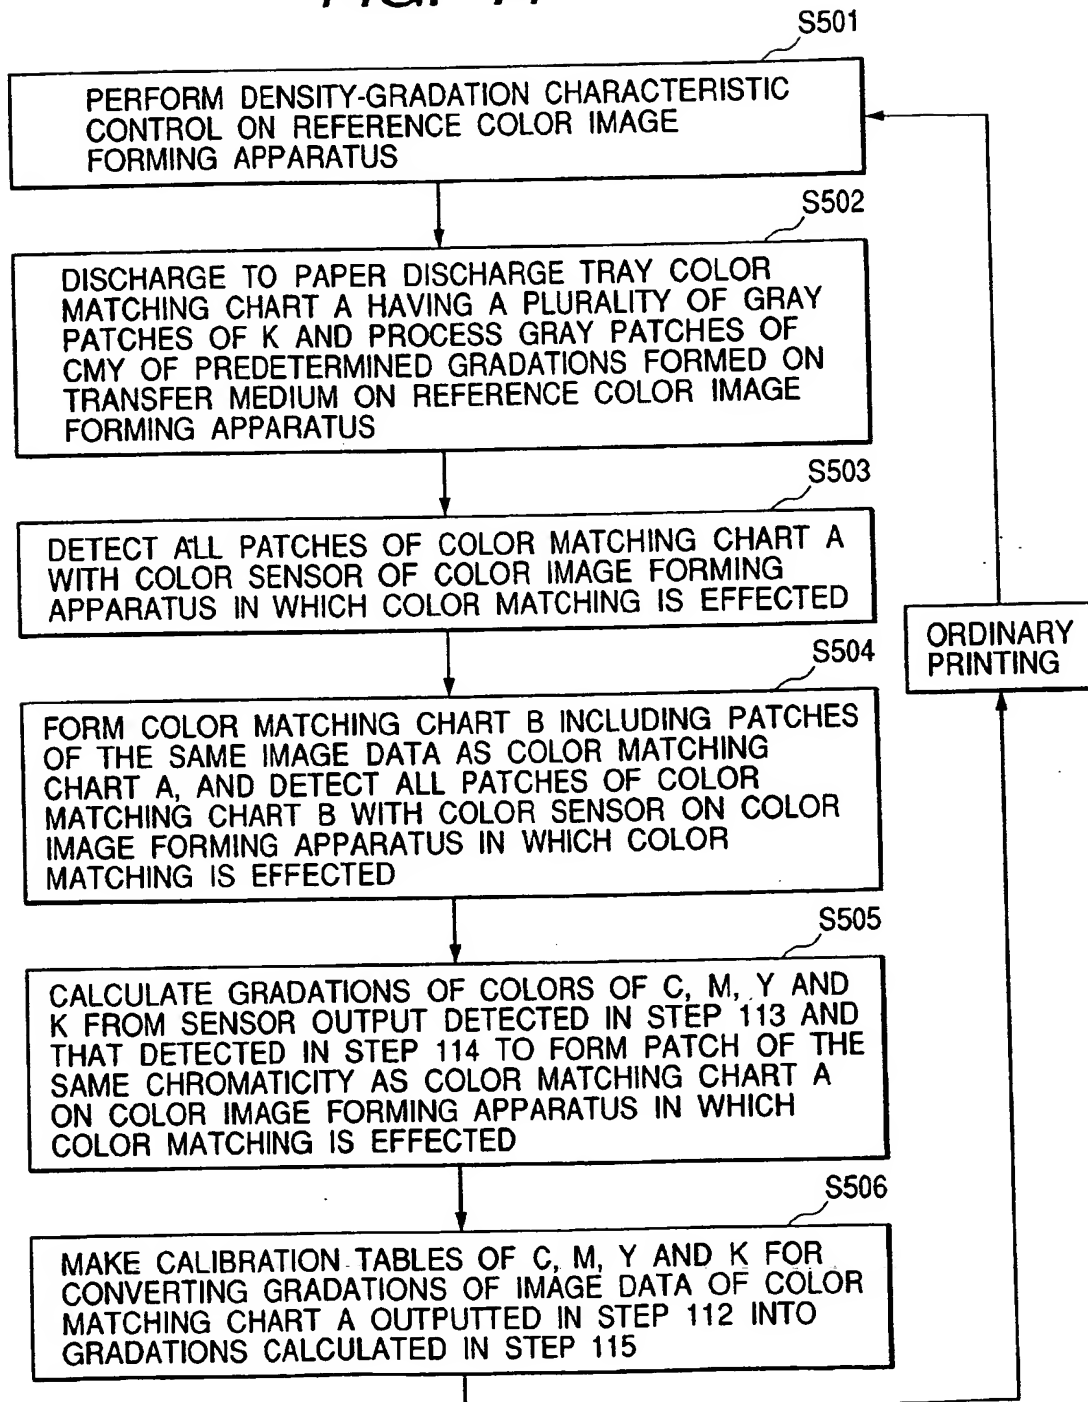 S501
PERFORM DENSITY-GRADATION CHARACTERISTIC
CONTROL ON REFERENCE COLOR IMAGE
FORMING APPARATUS
S502
DISCHARGE TO PAPER DISCHARGE TRAY COLOR
MATCHING CHART A HAVING A PLURALITY OF GRAY
PATCHES OF K AND PROCESS GRAY PATCHES OF
CMY OF PREDETERMINED GRADATIONS FORMED ON
TRANSFER MEDIUM ON REFERENCE COLOR IMAGE
FORMING APPARATUS
S503
DETECT ALL PATCHES OF COLOR MATCHING CHART A
WITH COLOR SENSOR OF COLOR IMAGE FORMING
APPARATUS IN WHICH COLOR MATCHING IS EFFECTED
ORDINARY
PRINTING
S504
FORM COLOR MATCHING CHART B INCLUDING PATCHES
OF THE SAME IMAGE DATA AS COLOR MATCHING
CHART A, AND DETECT ALL PATCHES OF COLOR
MATCHING CHART B WITH COLOR SENSOR ON COLOR
IMAGE FORMING APPARATUS IN WHICH COLOR
MATCHING IS EFFECTED
S505
CALCULATE GRADATIONS OF COLORS OF C, M, Y AND
K FROM SENSOR OUTPUT DETECTED IN STEP 113 AND
THAT DETECTED IN STEP 114 TO FORM PATCH OF THE
SAME CHROMATICITY AS COLOR MATCHING CHART A
ON COLOR IMAGE FORMING APPARATUS IN WHICH
COLOR MATCHING IS EFFECTED
S506
MAKE CALIBRATION TABLES OF C, M, Y AND K FOR
CONVERTING GRADATIONS OF IMAGE DATA OF COLOR
MATCHING CHART A OUTPUTTED IN STEP 112 INTO
GRADATIONS CALCULATED IN STEP 115